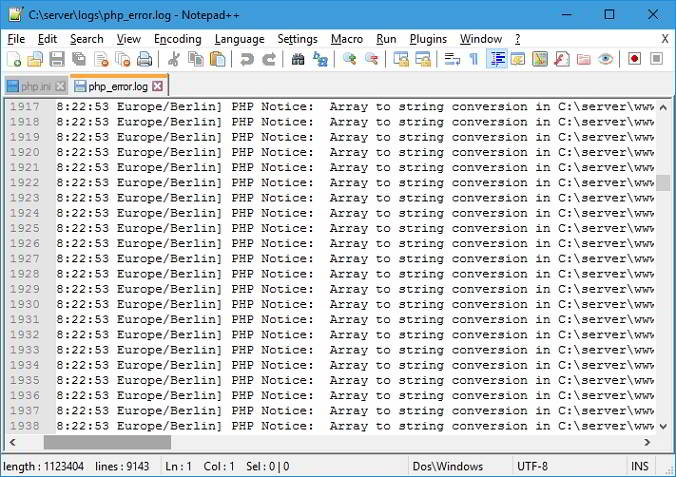 C:\server\logs\php_error.log - Notepad++
File Edit Search View Encoding Language Settings Macro Run Plugins Window ? X
php.ini php_error.log
1917 8:22:53 Europe/Berlin] PHP Notice:  Array to string conversion in C:\server\www
1918 8:22:53 Europe/Berlin] PHP Notice:  Array to string conversion in C:\server\www
1919 8:22:53 Europe/Berlin] PHP Notice:  Array to string conversion in C:\server\www
1920 8:22:53 Europe/Berlin] PHP Notice:  Array to string conversion in C:\server\www
1921 8:22:53 Europe/Berlin] PHP Notice:  Array to string conversion in C:\server\www
1922 8:22:53 Europe/Berlin] PHP Notice:  Array to string conversion in C:\server\www
1923 8:22:53 Europe/Berlin] PHP Notice:  Array to string conversion in C:\server\www
1924 8:22:53 Europe/Berlin] PHP Notice:  Array to string conversion in C:\server\www
1925 8:22:53 Europe/Berlin] PHP Notice:  Array to string conversion in C:\server\www
1926 8:22:53 Europe/Berlin] PHP Notice:  Array to string conversion in C:\server\www
1927 8:22:53 Europe/Berlin] PHP Notice:  Array to string conversion in C:\server\www
1928 8:22:53 Europe/Berlin] PHP Notice:  Array to string conversion in C:\server\www
1929 8:22:53 Europe/Berlin] PHP Notice:  Array to string conversion in C:\server\www
1930 8:22:53 Europe/Berlin] PHP Notice:  Array to string conversion in C:\server\www
1931 8:22:53 Europe/Berlin] PHP Notice:  Array to string conversion in C:\server\www
1932 8:22:53 Europe/Berlin] PHP Notice:  Array to string conversion in C:\server\www
1933 8:22:53 Europe/Berlin] PHP Notice:  Array to string conversion in C:\server\www
1934 8:22:53 Europe/Berlin] PHP Notice:  Array to string conversion in C:\server\www
1935 8:22:53 Europe/Berlin] PHP Notice:  Array to string conversion in C:\server\www
1936 8:22:53 Europe/Berlin] PHP Notice:  Array to string conversion in C:\server\www
1937 8:22:53 Europe/Berlin] PHP Notice:  Array to string conversion in C:\server\www
1938 8:22:53 Europe/Berlin] PHP Notice:  Array to string conversion in C:\server\www
length : 1123404 lines : 9143 Ln : 1 Col : 1 Sel : 0 | 0 Dos\Windows UTF-8 INS